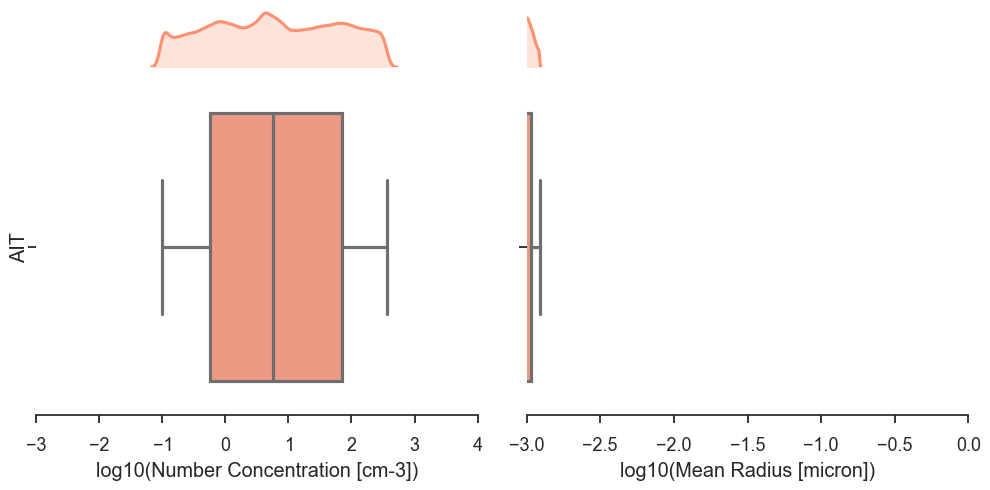 AIT
−3 −2 −1 0 1 2 3 4
log10(Number Concentration [cm-3])
−3.0 −2.5 −2.0 −1.5 −1.0 −0.5 0.0
log10(Mean Radius [micron])